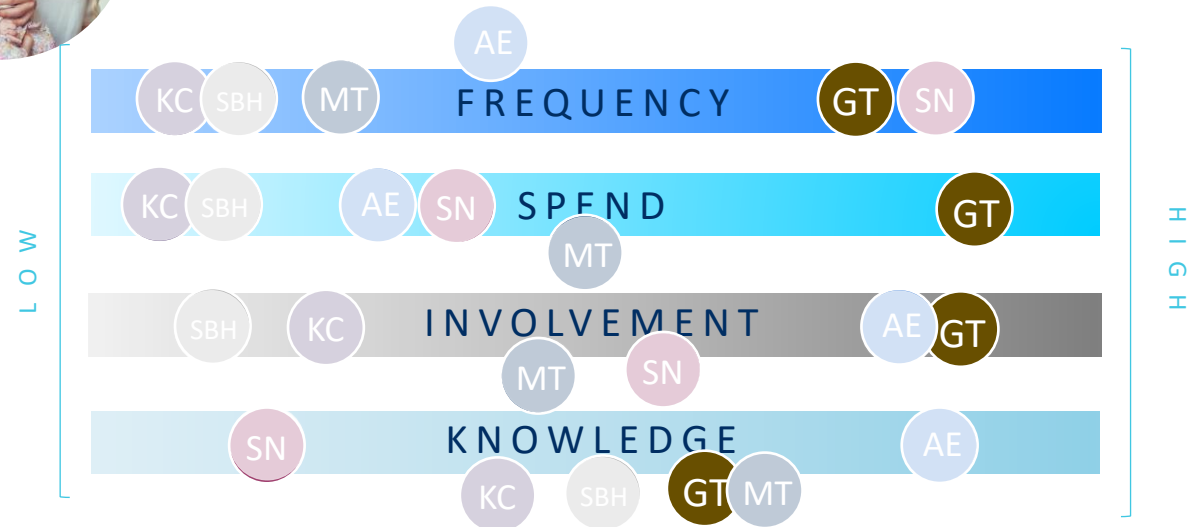 AE
KC SBH MT FREQUENCY GT SN
KC SBH AE SN SPEND GT
MT
LOW
HIGH
SBH KC INVOLVEMENT AE GT
MT SN
SN KNOWLEDGE AE
KC SBH GT MT